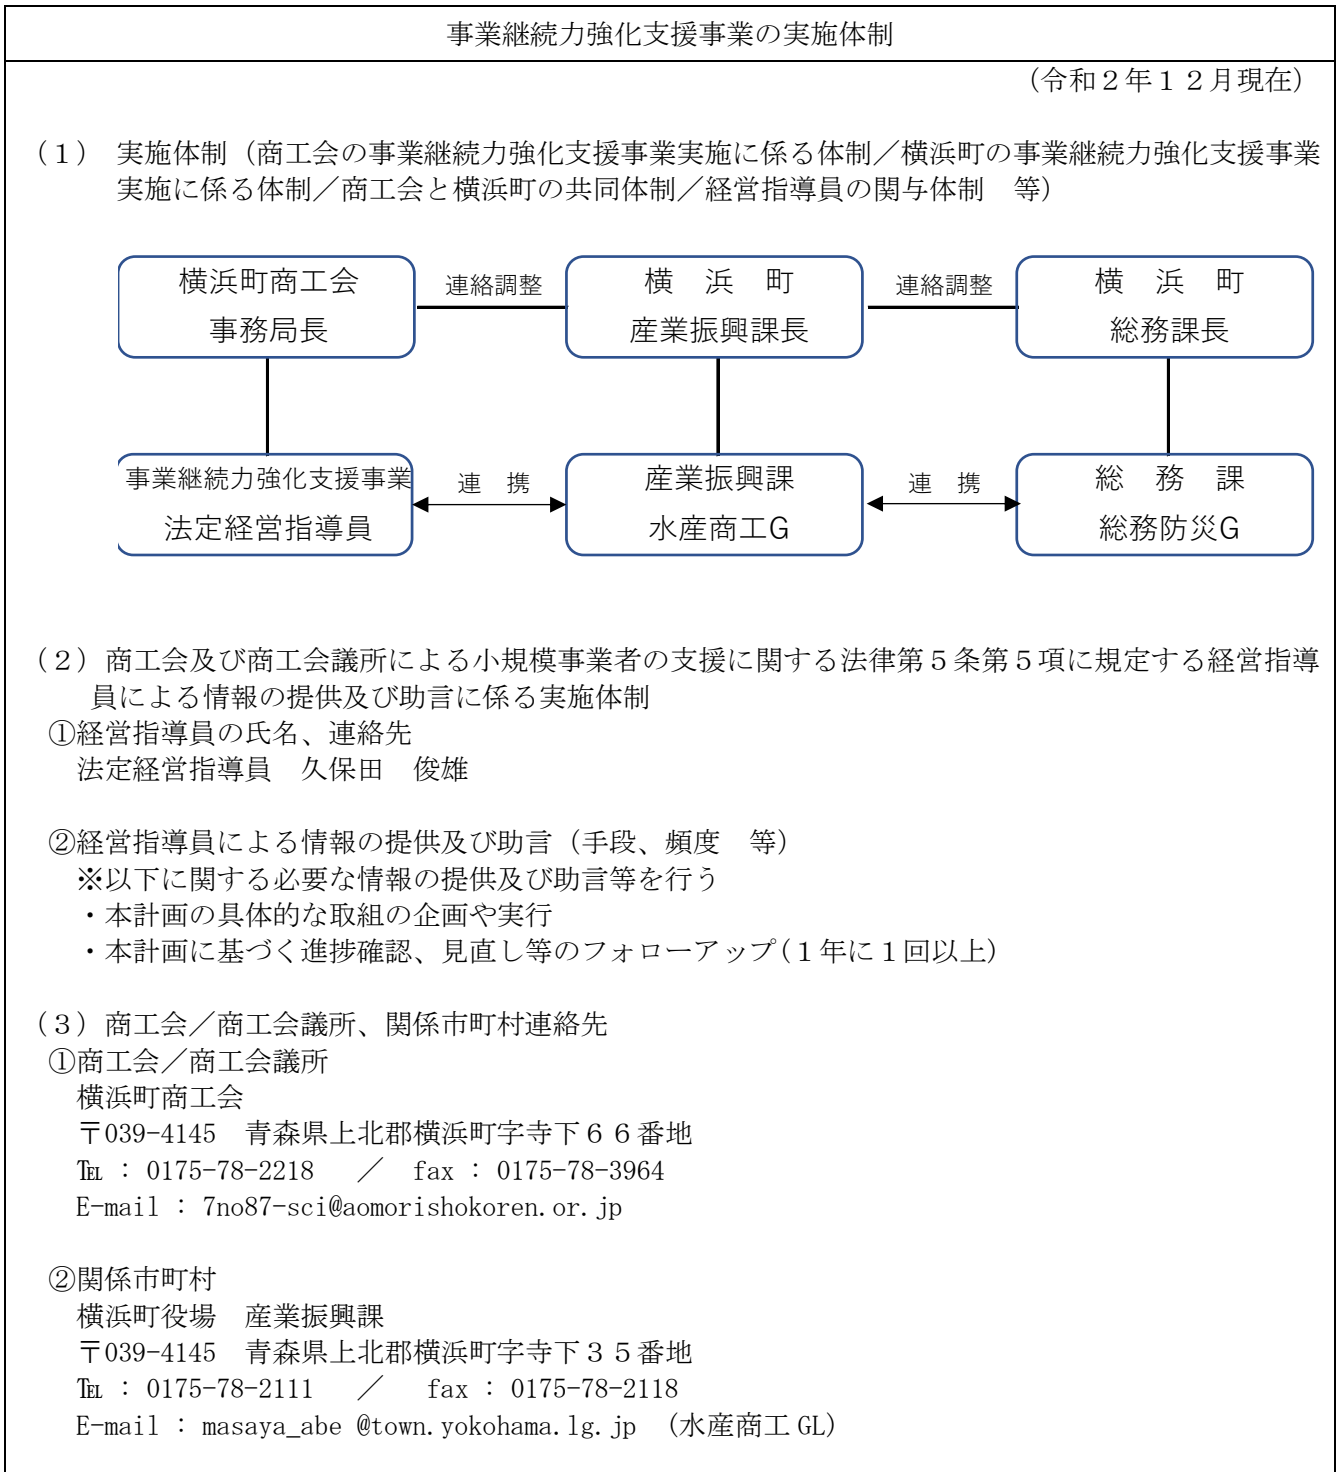 事業継続力強化支援事業の実施体制
（令和２年１２月現在）
（１）　実施体制（商工会の事業継続力強化支援事業実施に係る体制／横浜町の事業継続力強化支援事業
実施に係る体制／商工会と横浜町の共同体制／経営指導員の関与体制　等）
横浜町商工会
事務局長
連絡調整
横　浜　町
産業振興課長
連絡調整
横　浜　町
総務課長
事業継続力強化支援事業
法定経営指導員
連　携
産業振興課
水産商工G
連　携
総　務　課
総務防災G
（２）商工会及び商工会議所による小規模事業者の支援に関する法律第５条第５項に規定する経営指導
員による情報の提供及び助言に係る実施体制
①経営指導員の氏名、連絡先
法定経営指導員　久保田　俊雄
②経営指導員による情報の提供及び助言（手段、頻度　等）
※以下に関する必要な情報の提供及び助言等を行う
・本計画の具体的な取組の企画や実行
・本計画に基づく進捗確認、見直し等のフォローアップ(１年に１回以上)
（３）商工会／商工会議所、関係市町村連絡先
①商工会／商工会議所
横浜町商工会
〒039-4145　青森県上北郡横浜町字寺下６６番地
℡ : 0175-78-2218　／　fax : 0175-78-3964
E-mail : 7no87-sci@aomorishokoren.or.jp
②関係市町村
横浜町役場　産業振興課
〒039-4145　青森県上北郡横浜町字寺下３５番地
℡ : 0175-78-2111　／　fax : 0175-78-2118
E-mail : masaya_abe @town.yokohama.lg.jp　(水産商工 GL)